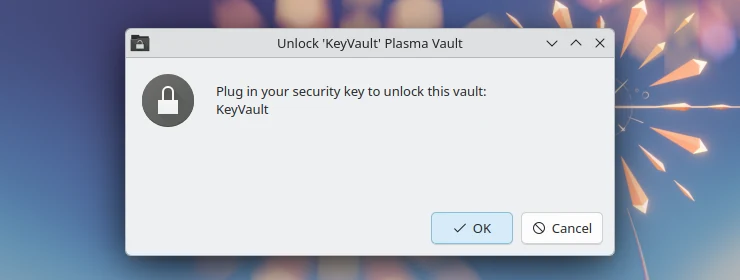 Unlock 'KeyVault' Plasma Vault
Plug in your security key to unlock this vault:
KeyVault
OK
Cancel